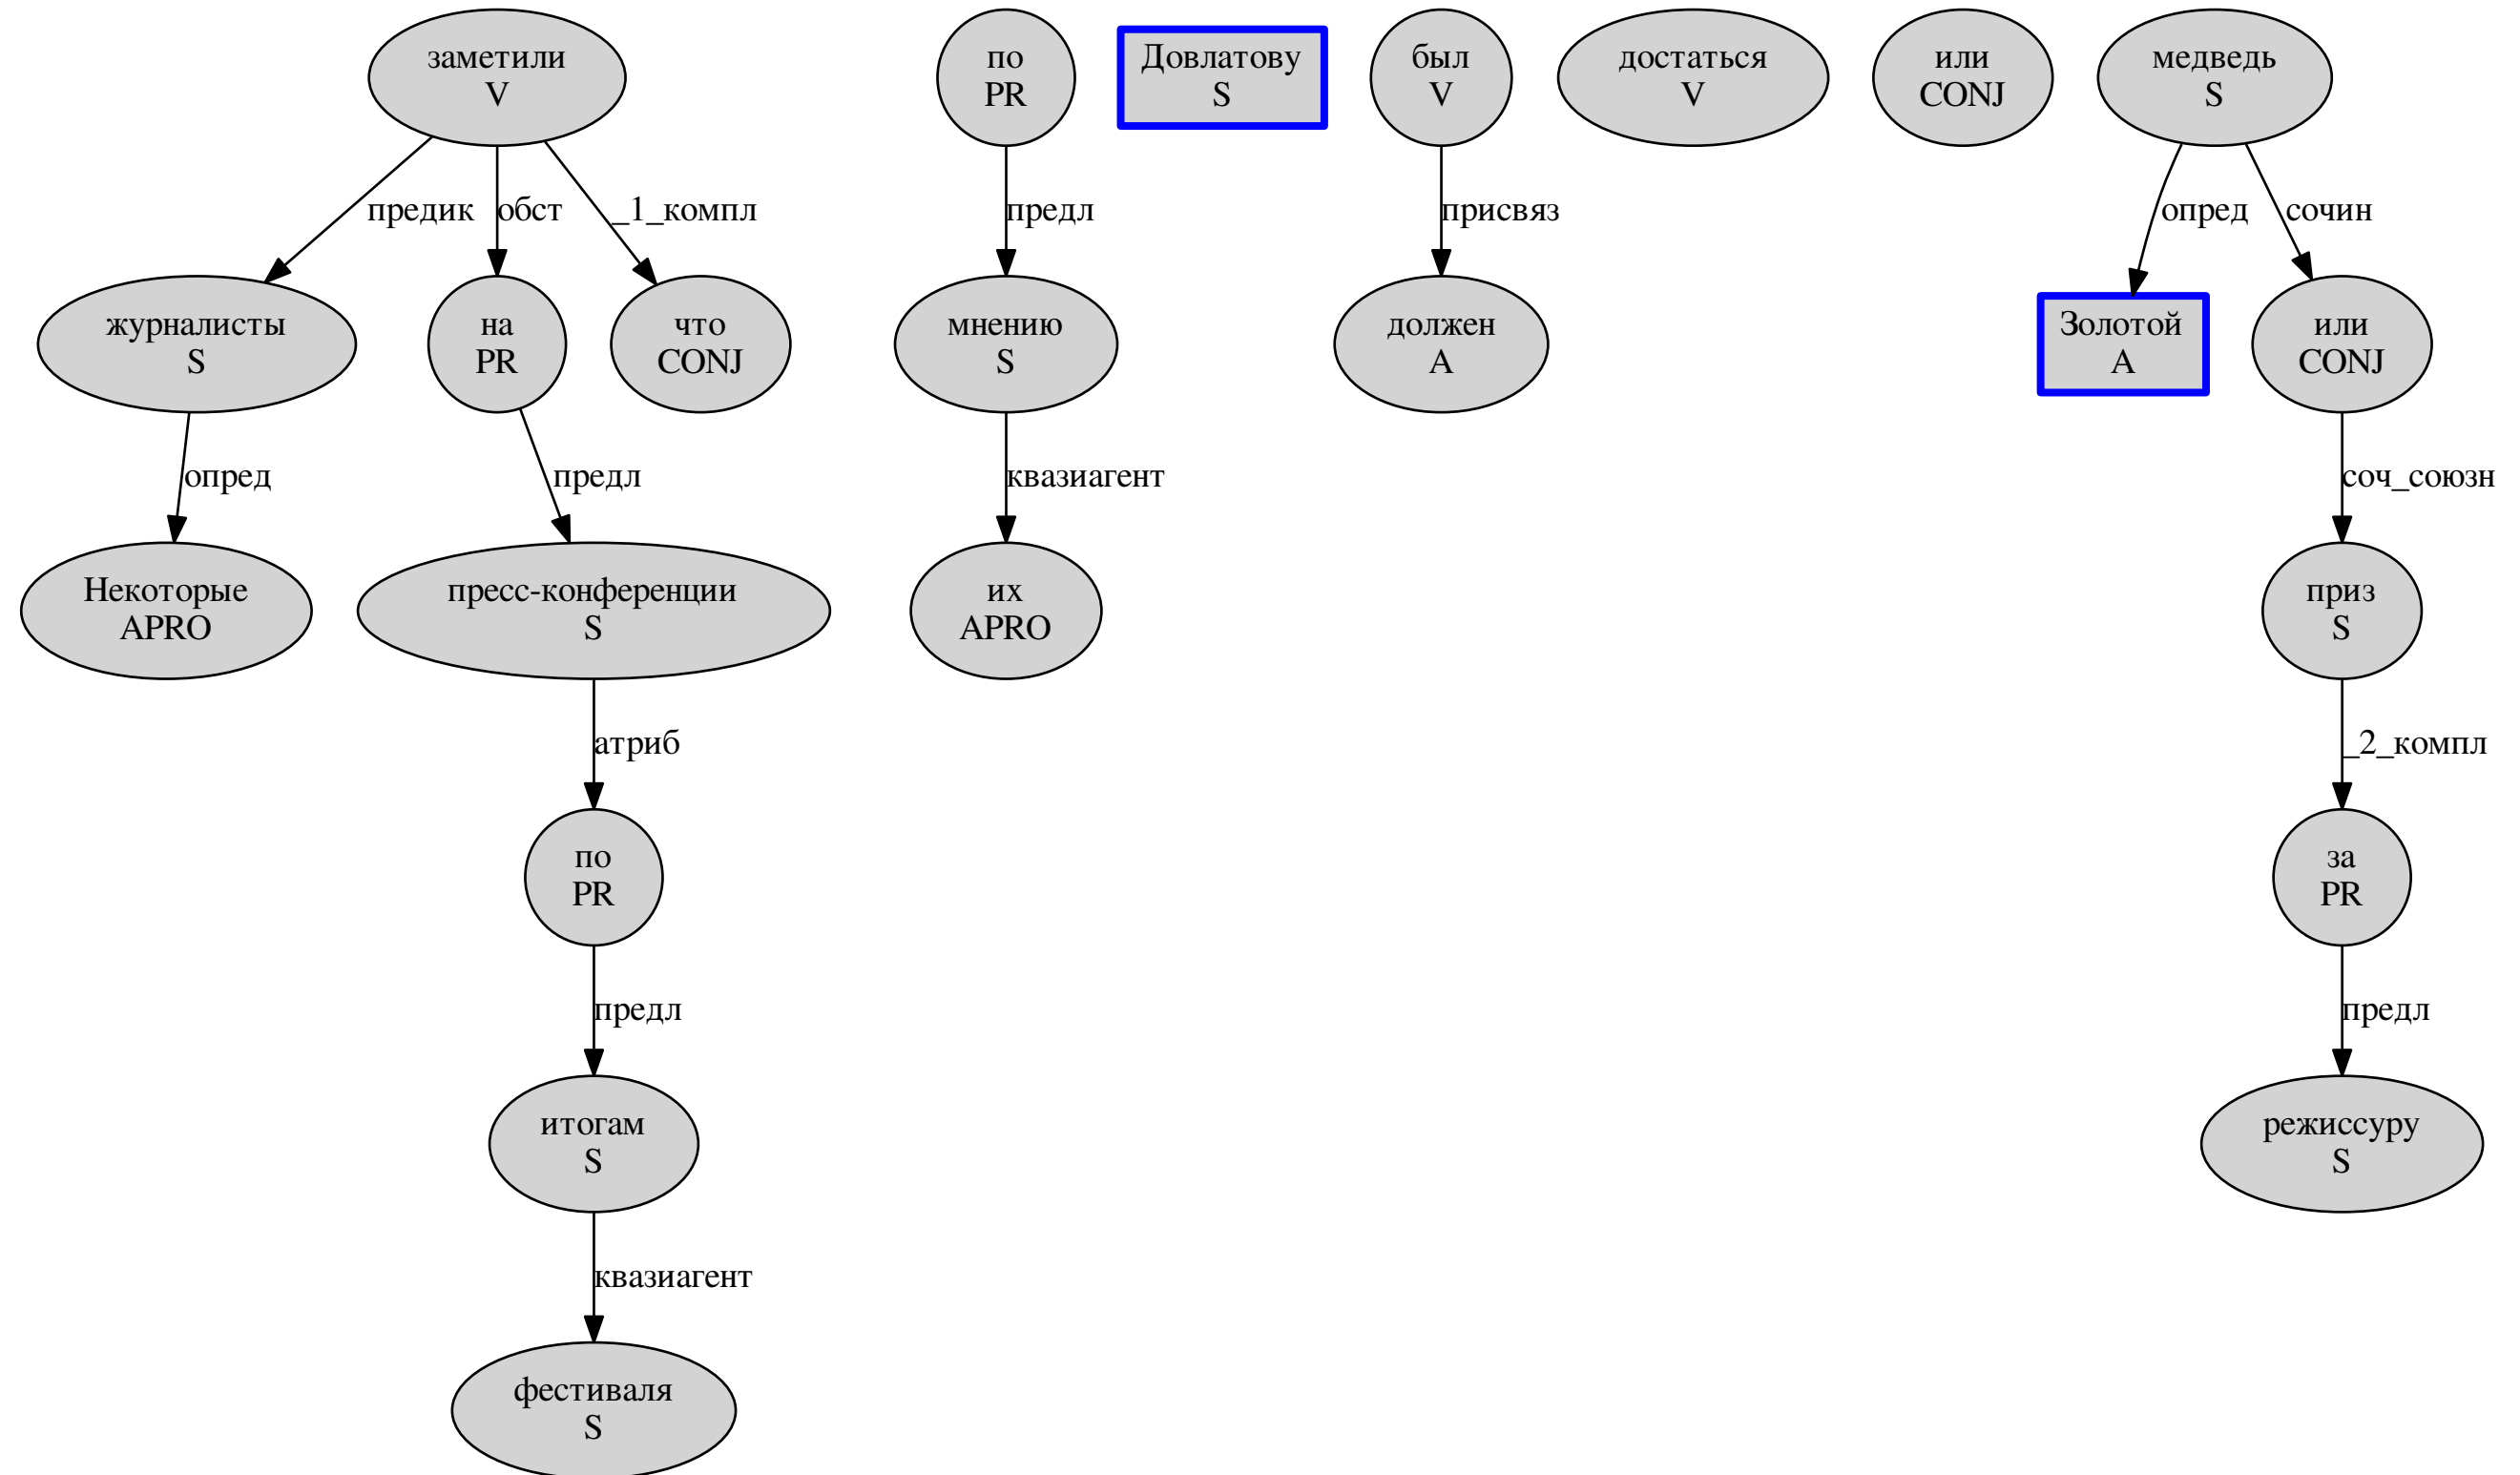 заметили
V
по
PR
Довлатову
S
был
V
достаться
V
или
CONJ
медведь
S
предик
обст
_1_компл
предл
присвяз
опред
сочин
журналисты
S
на
PR
что
CONJ
мнению
S
должен
A
Золотой
A
или
CONJ
опред
предл
квазиагент
соч_союзн
Некоторые
APRO
пресс-конференции
S
их
APRO
приз
S
атриб
_2_компл
по
PR
за
PR
предл
предл
итогам
S
режиссуру
S
квазиагент
фестиваля
S